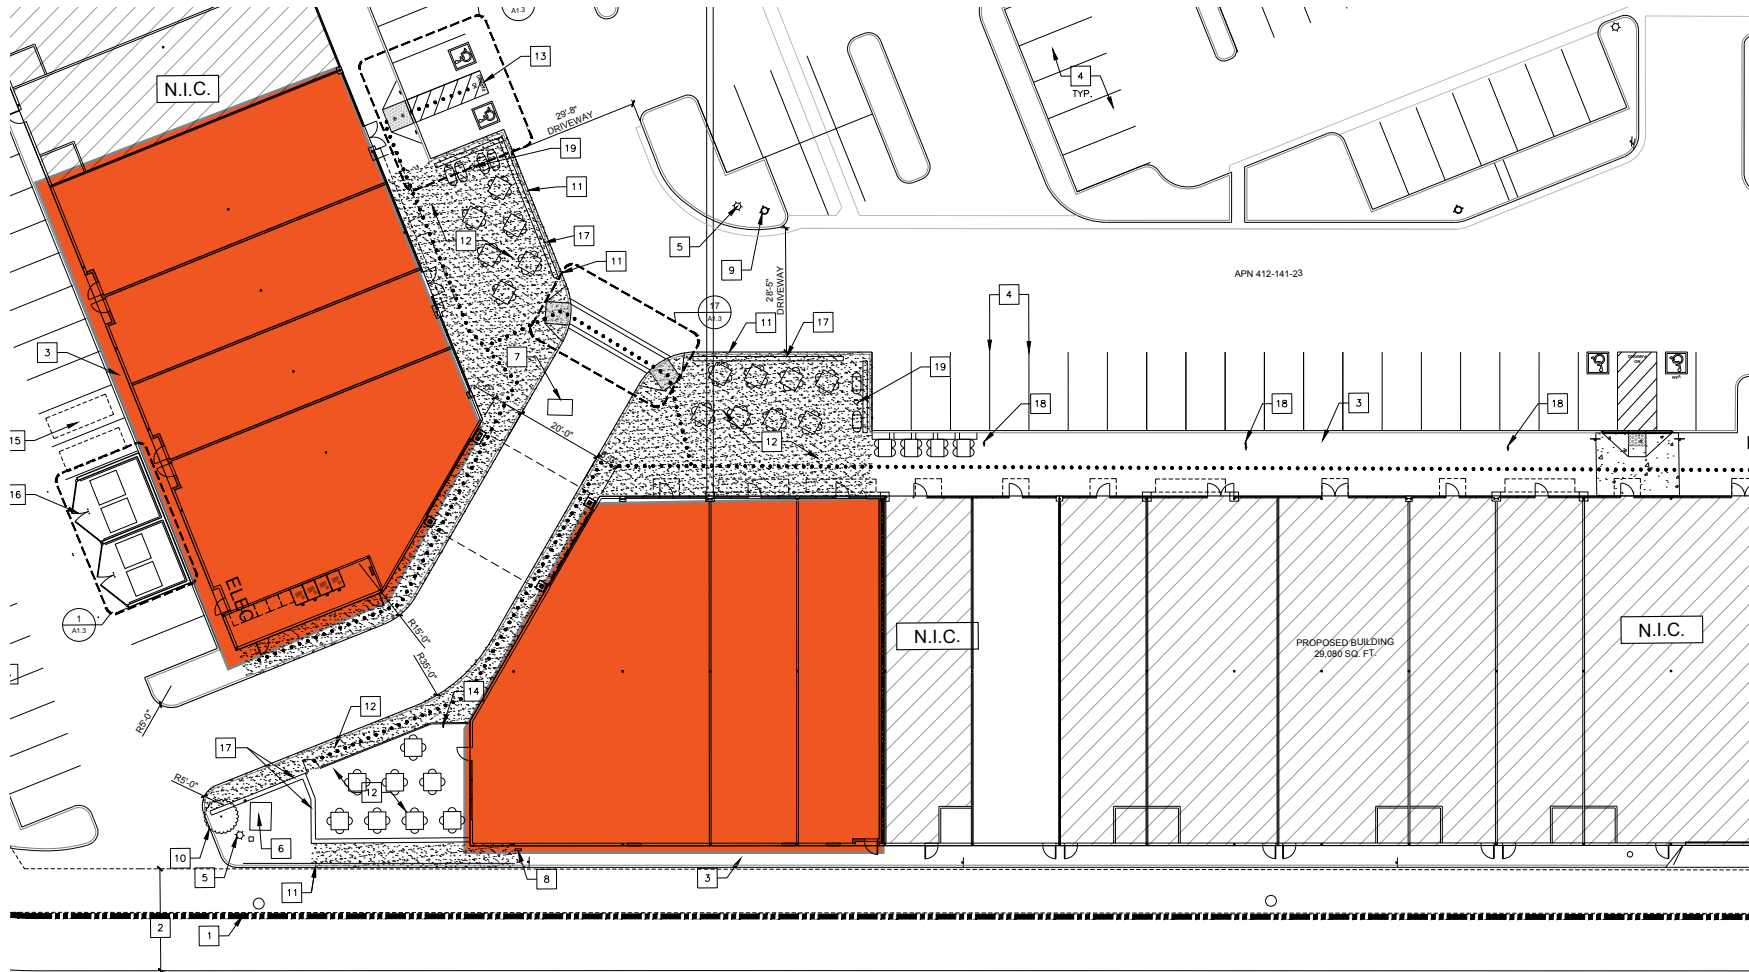 A1.3
13
N.I.C.
4
TYP.
29'-8"
DRIVEWAY
19
11
17
12
5
11
9
28'-5"
DRIVEWAY
APN 412-141-23
4
17
A1.3
11
17
3
7
19
18
18
3
18
15
20'-0"
12
16
ELEC
1
A1.3
R15'-0"
R35'-0"
N.I.C.
PROPOSED BUILDING
29,080 SQ. FT.
N.I.C.
14
R5'-0"
12
17
R5'-0"
12
6
10
5
11
8
3
2
1